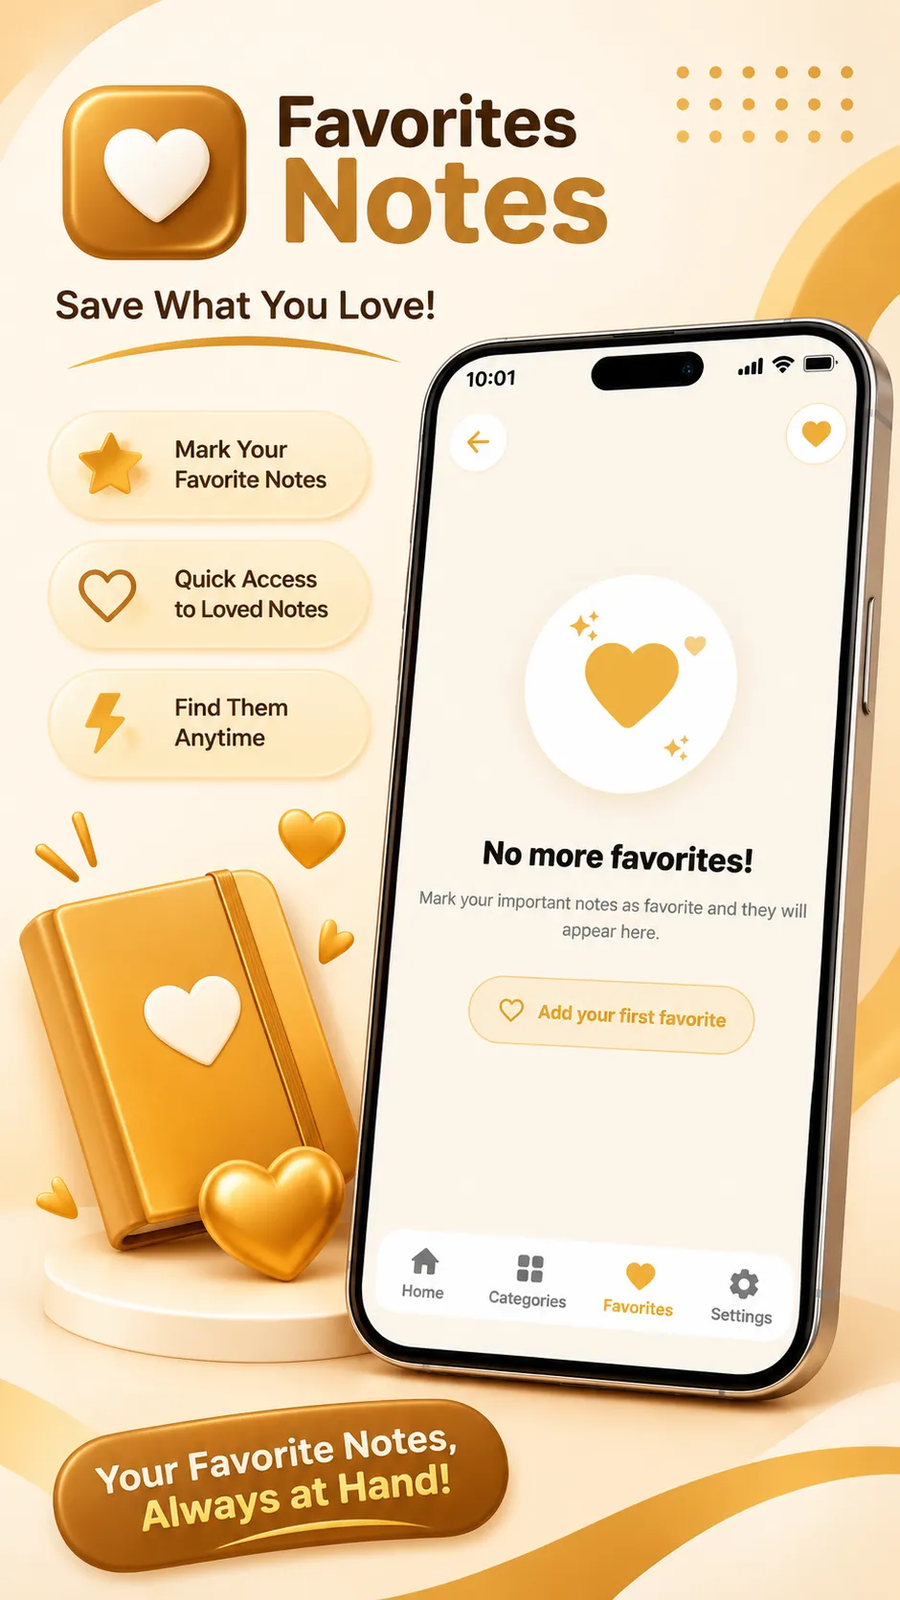 Favorites
Notes
Save What You Love!
Mark Your
Favorite Notes
Quick Access
to Loved Notes
Find Them
Anytime
10:01
No more favorites!
Mark your important notes as favorite and they will
appear here.
Add your first favorite
Home
Categories
Favorites
Settings
Your Favorite Notes,
Always at Hand!